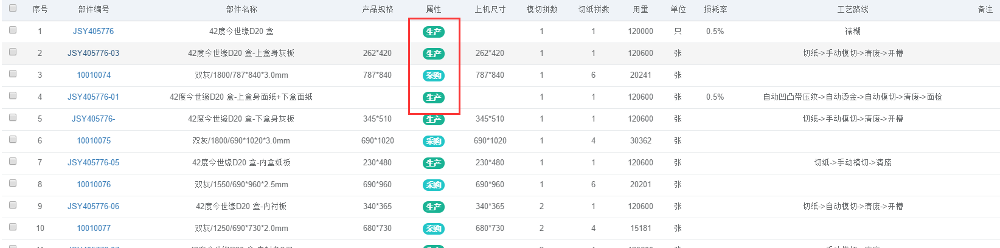 序号 部件编号 部件名称 产品规格 属性 上机尺寸 模切拼数 切纸拼数 用量 单位 损耗率 工艺路线 备注
1 JSY405776 42度今世缘D20 盒 生产 1 1 120000 只 0.5% 裱糊
2 JSY405776-03 42度今世缘D20 盒-上盒身灰板 262*420 生产 262*420 1 1 120600 张 切纸->手动模切->清废->开槽
3 10010074 双灰/1800/787*840*3.0mm 787*840 采购 787*840 1 6 20241 张
4 JSY405776-01 42度今世缘D20 盒-上盒身面纸+下盒面纸 生产 1 1 120600 张 0.5% 自动凹凸带压纹->自动烫金->自动模切->清废->面检
5 JSY405776- 42度今世缘D20 盒-下盒身灰板 345*510 生产 345*510 1 1 120600 张 切纸->手动模切->清废->开槽
6 10010075 双灰/1800/690*1020*3.0mm 690*1020 采购 690*1020 1 4 30362 张
7 JSY405776-05 42度今世缘D20 盒-内盒纸板 230*480 生产 230*480 1 1 120600 张 切纸->手动模切->清废
8 10010076 双灰/1550/690*960*2.5mm 690*960 采购 690*960 1 6 20201 张
9 JSY405776-06 42度今世缘D20 盒-内衬板 340*365 生产 340*365 2 1 120600 张 切纸->自动模切->清废->开槽
10 10010077 双灰/1250/690*730*2.0mm 680*730 采购 680*730 2 4 15181 张